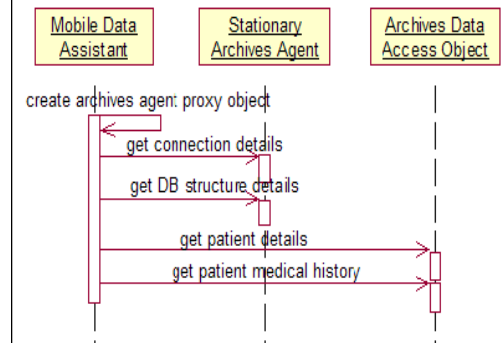 Mobile Data
Assistant
Stationary
Archives Agent
Archives Data
Access Object
create archives agent: proxy object
get connection details
get DB structure details
get patient details
get patient medical history